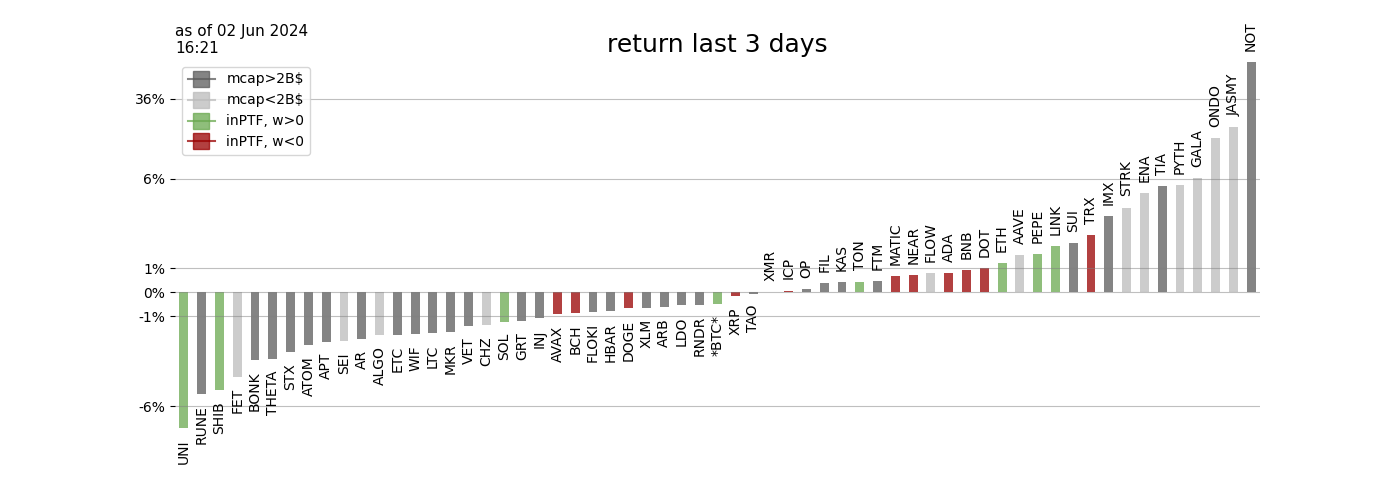 as of 02 Jun 2024
16:21
return last 3 days
mcap>2B$
mcap<2B$
inPTF, w>0
inPTF, w<0
36%
6%
1%
0%
-1%
-6%
UNI
RUNE
SHIB
FET
BONK
THETA
STX
ATOM
APT
SEI
AR
ALGO
ETC
WIF
LTC
MKR
VET
CHZ
SOL
GRT
INJ
AVAX
BCH
FLOKI
HBAR
DOGE
XLM
ARB
LDO
RNDR
*BTC*
XRP
TAO
XMR
ICP
OP
FIL
KAS
TON
FTM
MATIC
NEAR
FLOW
ADA
BNB
DOT
ETH
AAVE
PEPE
LINK
SUI
TRX
IMX
STRK
ENA
TIA
PYTH
GALA
ONDO
JASMY
NOT